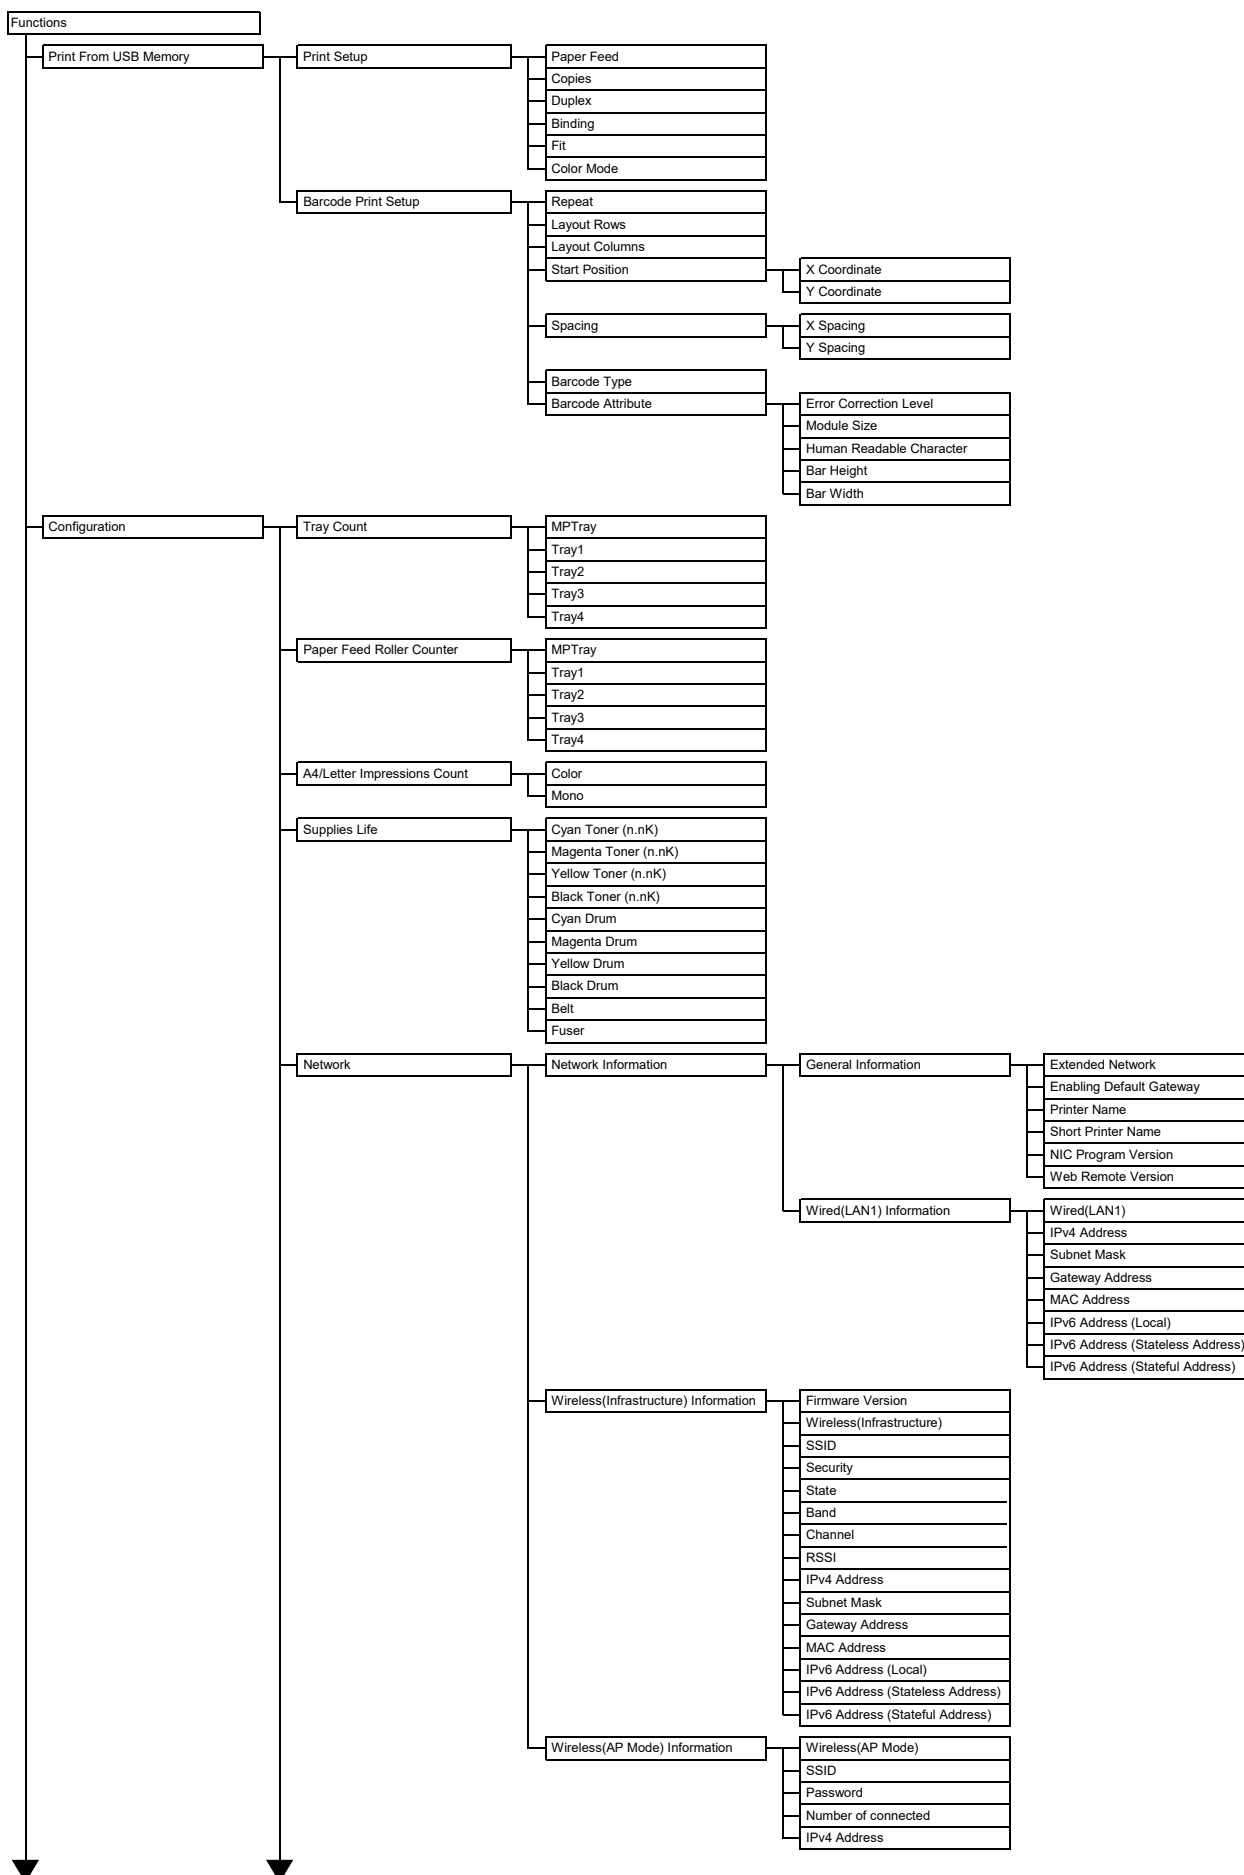 Functions
Print From USB Memory
Print Setup
Paper Feed
Copies
Duplex
Binding
Fit
Color Mode
Barcode Print Setup
Repeat
Layout Rows
Layout Columns
Start Position
X Coordinate
Y Coordinate
Spacing
X Spacing
Y Spacing
Barcode Type
Barcode Attribute
Error Correction Level
Module Size
Human Readable Character
Bar Height
Bar Width
Configuration
Tray Count
MPTray
Tray1
Tray2
Tray3
Tray4
Paper Feed Roller Counter
MPTray
Tray1
Tray2
Tray3
Tray4
A4/Letter Impressions Count
Color
Mono
Supplies Life
Cyan Toner (n.nK)
Magenta Toner (n.nK)
Yellow Toner (n.nK)
Black Toner (n.nK)
Cyan Drum
Magenta Drum
Yellow Drum
Black Drum
Belt
Fuser
Network
Network Information
General Information
Extended Network
Enabling Default Gateway
Printer Name
Short Printer Name
NIC Program Version
Web Remote Version
Wired(LAN1) Information
Wired(LAN1)
IPv4 Address
Subnet Mask
Gateway Address
MAC Address
IPv6 Address (Local)
IPv6 Address (Stateless Address)
IPv6 Address (Stateful Address)
Wireless(Infrastructure) Information
Firmware Version
Wireless(Infrastructure)
SSID
Security
State
Band
Channel
RSSI
IPv4 Address
Subnet Mask
Gateway Address
MAC Address
IPv6 Address (Local)
IPv6 Address (Stateless Address)
IPv6 Address (Stateful Address)
Wireless(AP Mode) Information
Wireless(AP Mode)
SSID
Password
Number of connected
IPv4 Address